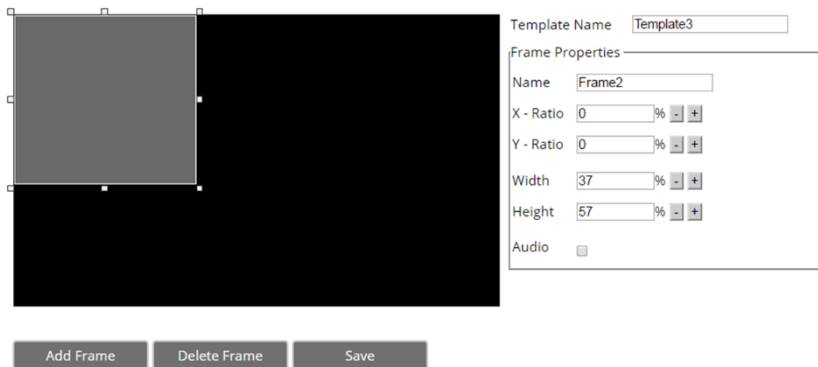 Template Name Template3
Frame Properties
Name Frame2
X - Ratio 0 % - +
Y - Ratio 0 % - +
Width 37 % - +
Height 57 % - +
Audio
Add Frame Delete Frame Save